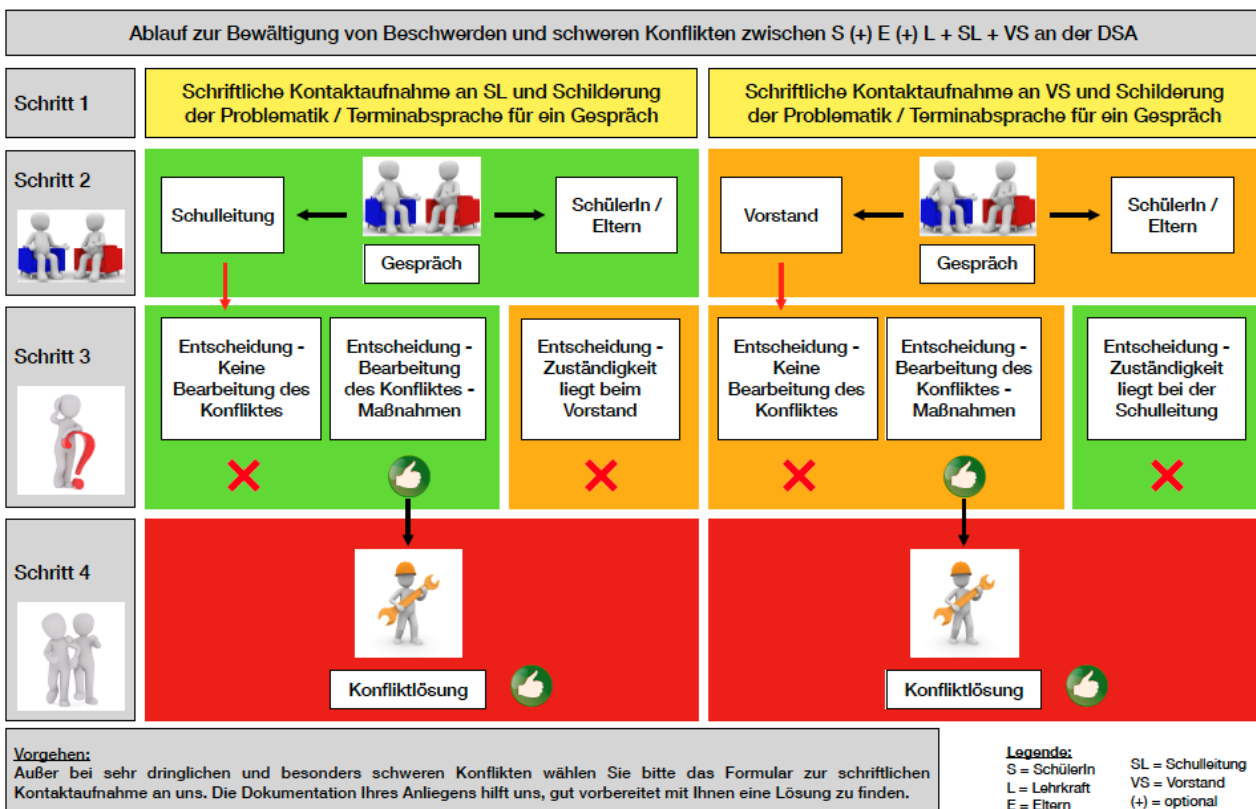 Ablauf zur Bewältigung von Beschwerden und schweren Konflikten zwischen S (+) E (+) L + SL + VS an der DSA
Schritt 1
Schriftliche Kontaktaufnahme an SL und Schilderung
der Problematik / Terminabsprache für ein Gespräch
Schriftliche Kontaktaufnahme an VS und Schilderung
der Problematik / Terminabsprache für ein Gespräch
Schritt 2
Schulleitung
Gespräch
SchülerIn /
Eltern
Vorstand
Gespräch
SchülerIn /
Eltern
Schritt 3
Entscheidung -
Keine
Bearbeitung des
Konfliktes
Entscheidung -
Bearbeitung
des Konfliktes -
Maßnahmen
Entscheidung -
Zuständigkeit
liegt beim
Vorstand
Entscheidung -
Keine
Bearbeitung des
Konfliktes
Entscheidung -
Bearbeitung des
Konfliktes -
Maßnahmen
Entscheidung -
Zuständigkeit
liegt bei der
Schulleitung
Schritt 4
Konfliktlösung
Konfliktlösung
Vorgehen:
Außer bei sehr dringlichen und besonders schweren Konflikten wählen Sie bitte das Formular zur schriftlichen
Kontaktaufnahme an uns. Die Dokumentation Ihres Anliegens hilft uns, gut vorbereitet mit Ihnen eine Lösung zu finden.
Legende:
S = SchülerIn
L = Lehrkraft
E = Eltern
SL = Schulleitung
VS = Vorstand
(+) = optional